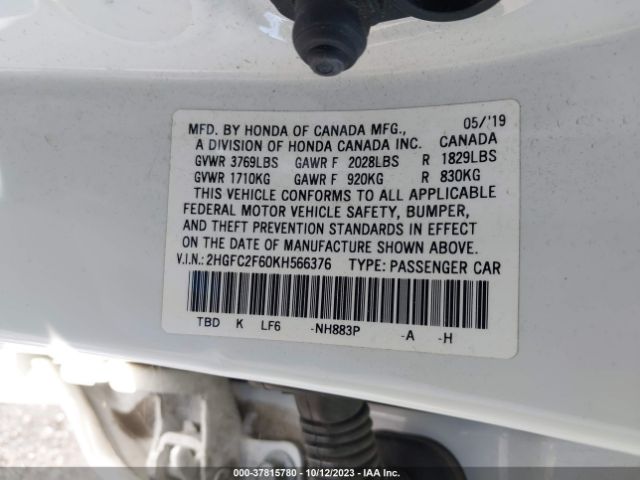 05/'19
MFD. BY HONDA OF CANADA MFG., CANADA
A DIVISION OF HONDA CANADA INC.
GVWR 3769LBS GAWR F 2028LBS R 1829LBS
GVWR 1710KG GAWR F 920KG R 830KG
THIS VEHICLE CONFORMS TO ALL APPLICABLE
FEDERAL MOTOR VEHICLE SAFETY, BUMPER,
AND THEFT PREVENTION STANDARDS IN EFFECT
ON THE DATE OF MANUFACTURE SHOWN ABOVE.
V.I.N.: 2HGFC2F60KH566376 TYPE: PASSENGER CAR
TBD K LF6 -NH883P -A -H
000-37815780 - 10/12/2023 - IAA Inc.